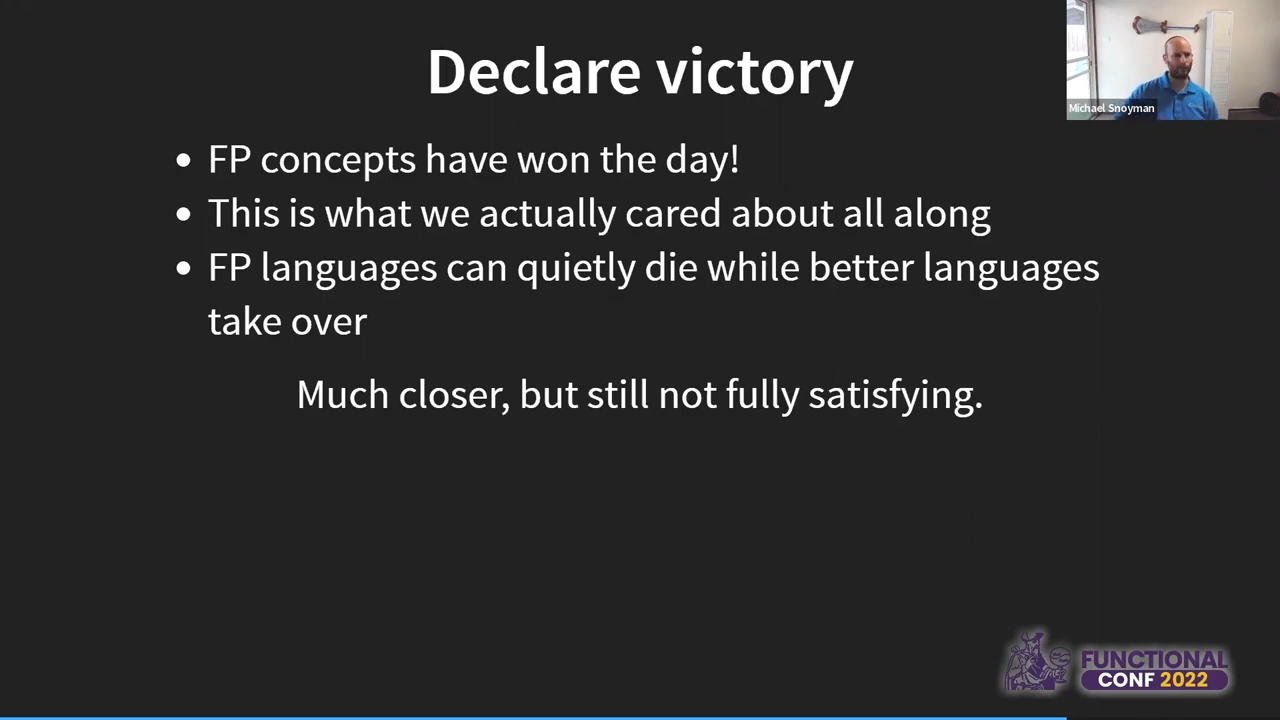 Declare victory
Michael Snoyman
• FP concepts have won the day!
• This is what we actually cared about all along
• FP languages can quietly die while better languages
take over
Much closer, but still not fully satisfying.
FUNCTIONAL
CONF 2022